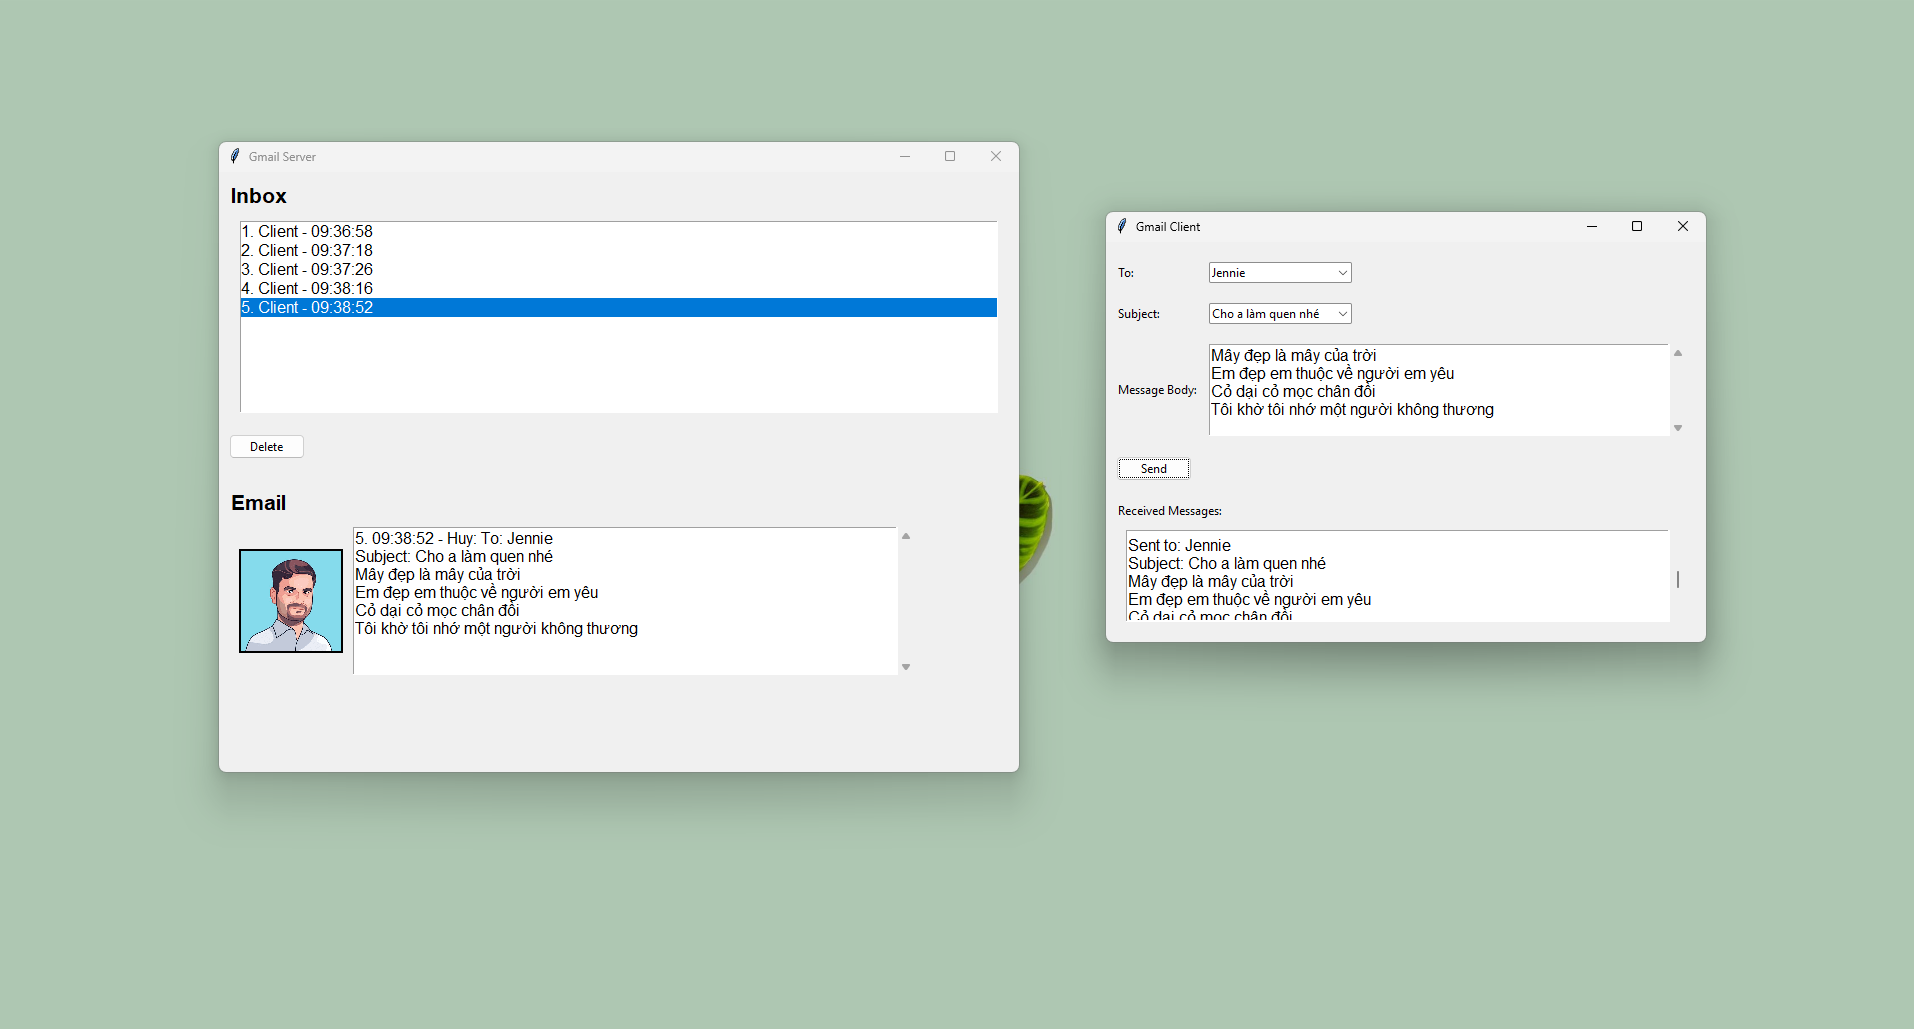 Gmail Server
Inbox
1. Client - 09:36:58
2. Client - 09:37:18
3. Client - 09:37:26
4. Client - 09:38:16
5. Client - 09:38:52
Delete
Email
5. 09:38:52 - Huy: To: Jennie
Subject: Cho a làm quen nhé
Mây đẹp là mây của trời
Em đẹp em thuộc về người em yêu
Cỏ dại cỏ mọc chân đồi
Tôi khờ tôi nhớ một người không thương
Gmail Client
To: Jennie
Subject: Cho a làm quen nhé
Message Body:
Mây đẹp là mây của trời
Em đẹp em thuộc về người em yêu
Cỏ dại cỏ mọc chân đồi
Tôi khờ tôi nhớ một người không thương
Send
Received Messages:
Sent to: Jennie
Subject: Cho a làm quen nhé
Mây đẹp là mây của trời
Em đẹp em thuộc về người em yêu
Cỏ dại cỏ mọc chân đồi